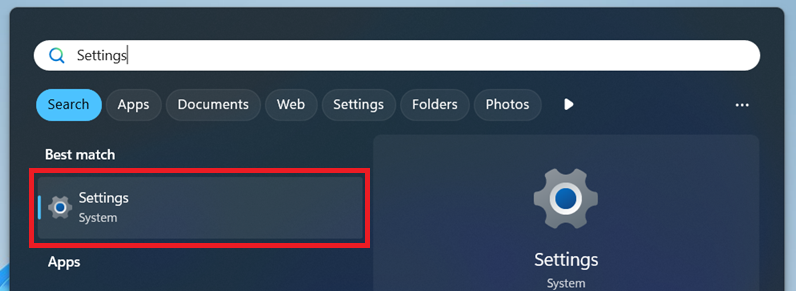 Settings
Search Apps Documents Web Settings Folders Photos
Best match
Settings
System
Apps
Settings
System